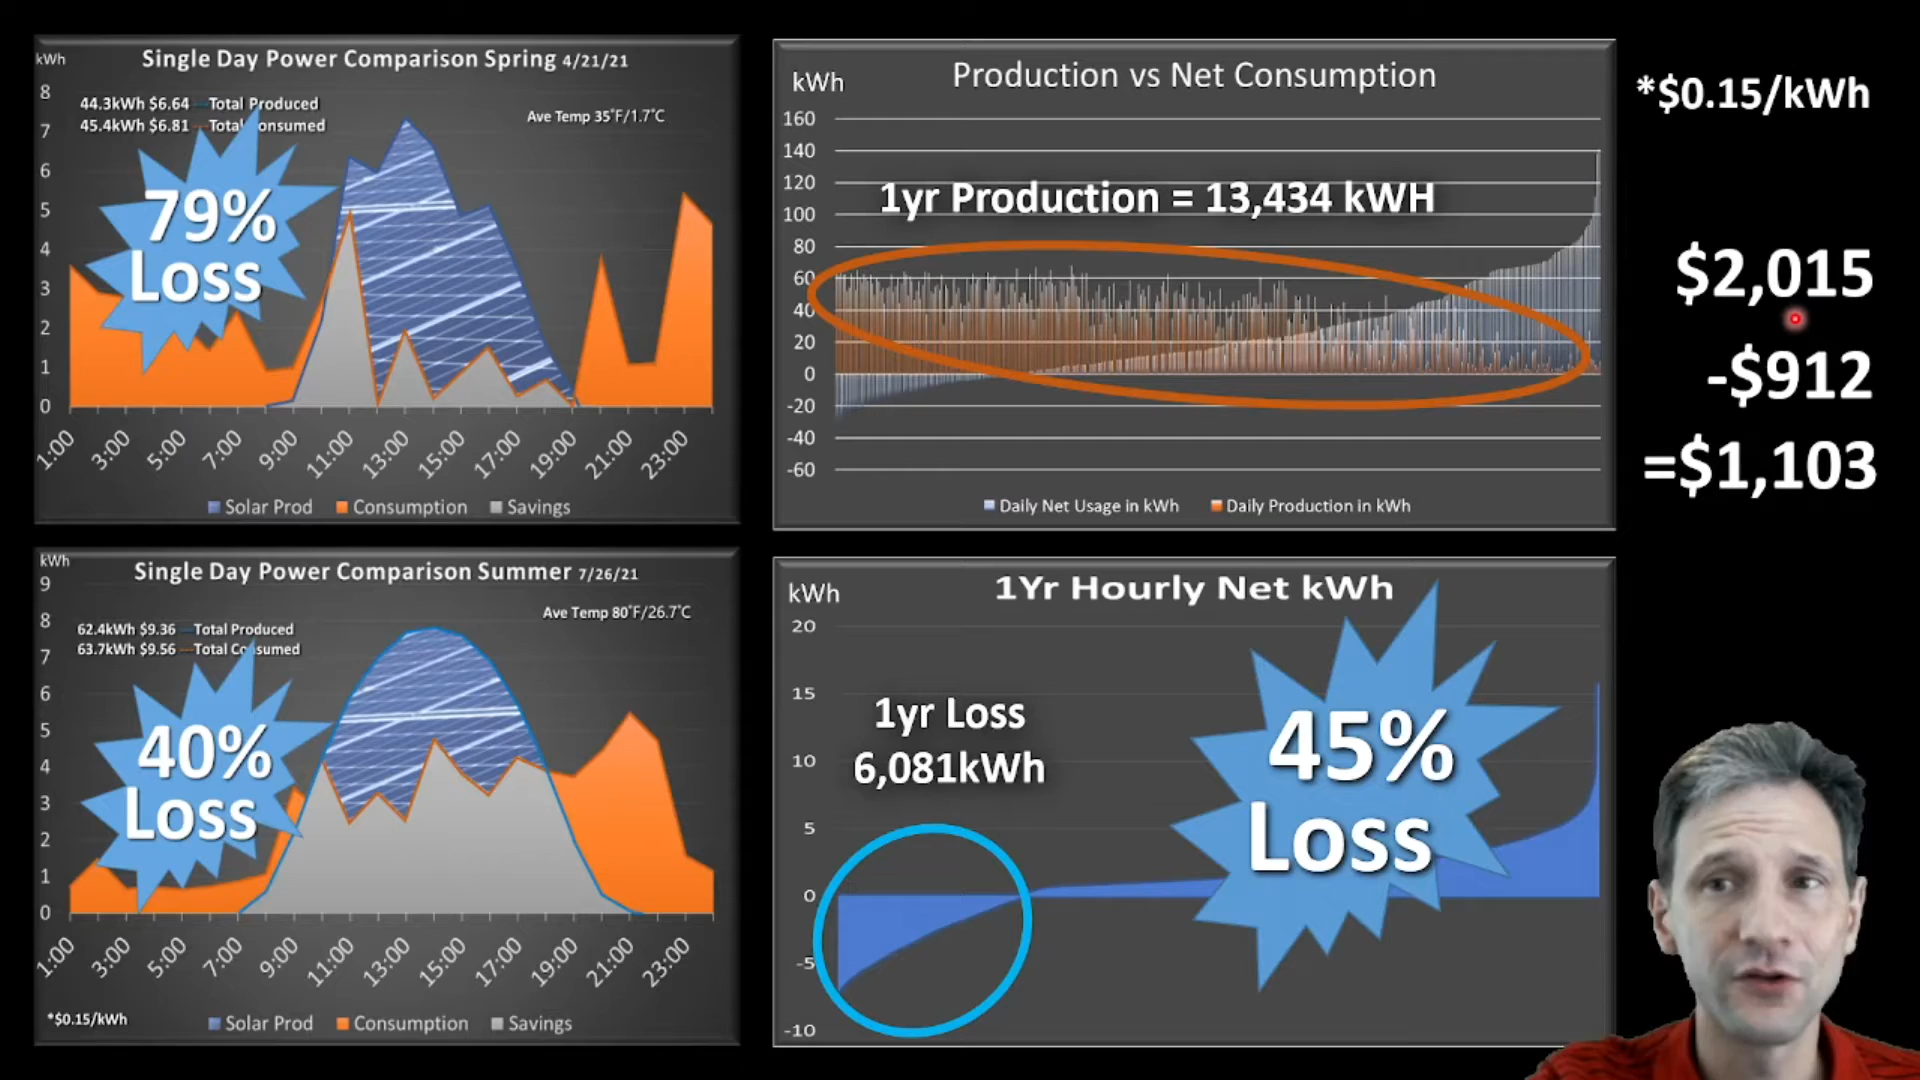 kWh
Single Day Power Comparison Spring 4/21/21
8
44.3kWh $6.64 Total Produced
7
45.4kWh $6.81 Total Consumed
Ave Temp 35°F/1.7°C
6
5
4
3
2
1
0
79%
Loss
1:00 3:00 5:00 7:00 9:00 11:00 13:00 15:00 17:00 19:00 21:00 23:00
Solar Prod Consumption Savings
kWh
Production vs Net Consumption
160
140
120
100
80
60
40
20
0
-20
-40
-60
1yr Production = 13,434 kWH
Daily Net Usage in kWh Daily Production in kWh
*$0.15/kWh
$2,015
-$912
=$1,103
kWh
Single Day Power Comparison Summer 7/26/21
9
8
7
6
5
4
3
2
1
0
Ave Temp 80°F/26.7°C
62.4kWh $9.36 Total Produced
63.7kWh $9.56 Total Consumed
40%
Loss
1:00 3:00 5:00 7:00 9:00 11:00 13:00 15:00 17:00 19:00 21:00 23:00
*$0.15/kWh
Solar Prod Consumption Savings
kWh
1Yr Hourly Net kWh
20
15
10
5
0
-5
-10
1yr Loss
6,081kWh
45%
Loss